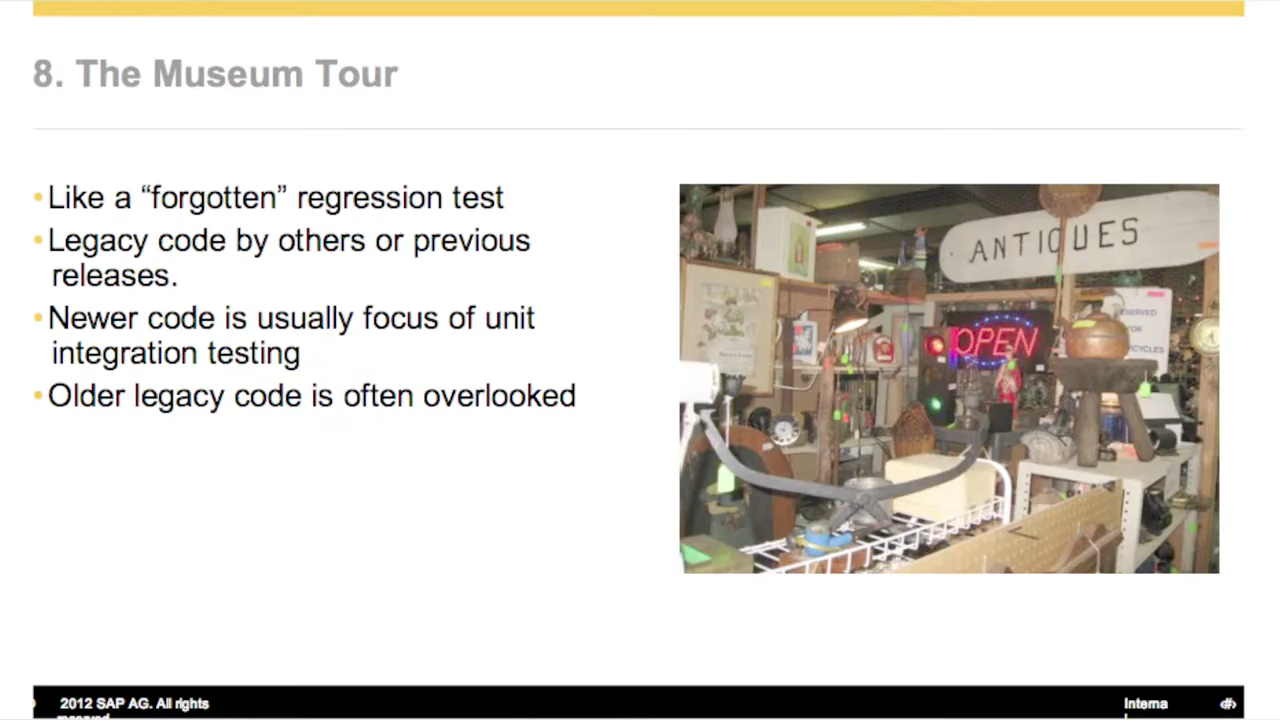 8. The Museum Tour
•Like a “forgotten” regression test
•Legacy code by others or previous
releases.
•Newer code is usually focus of unit
integration testing
•Older legacy code is often overlooked
ANTIQUES
OPEN
FOR
2012 SAP AG. All rights
reserved
Interna
l